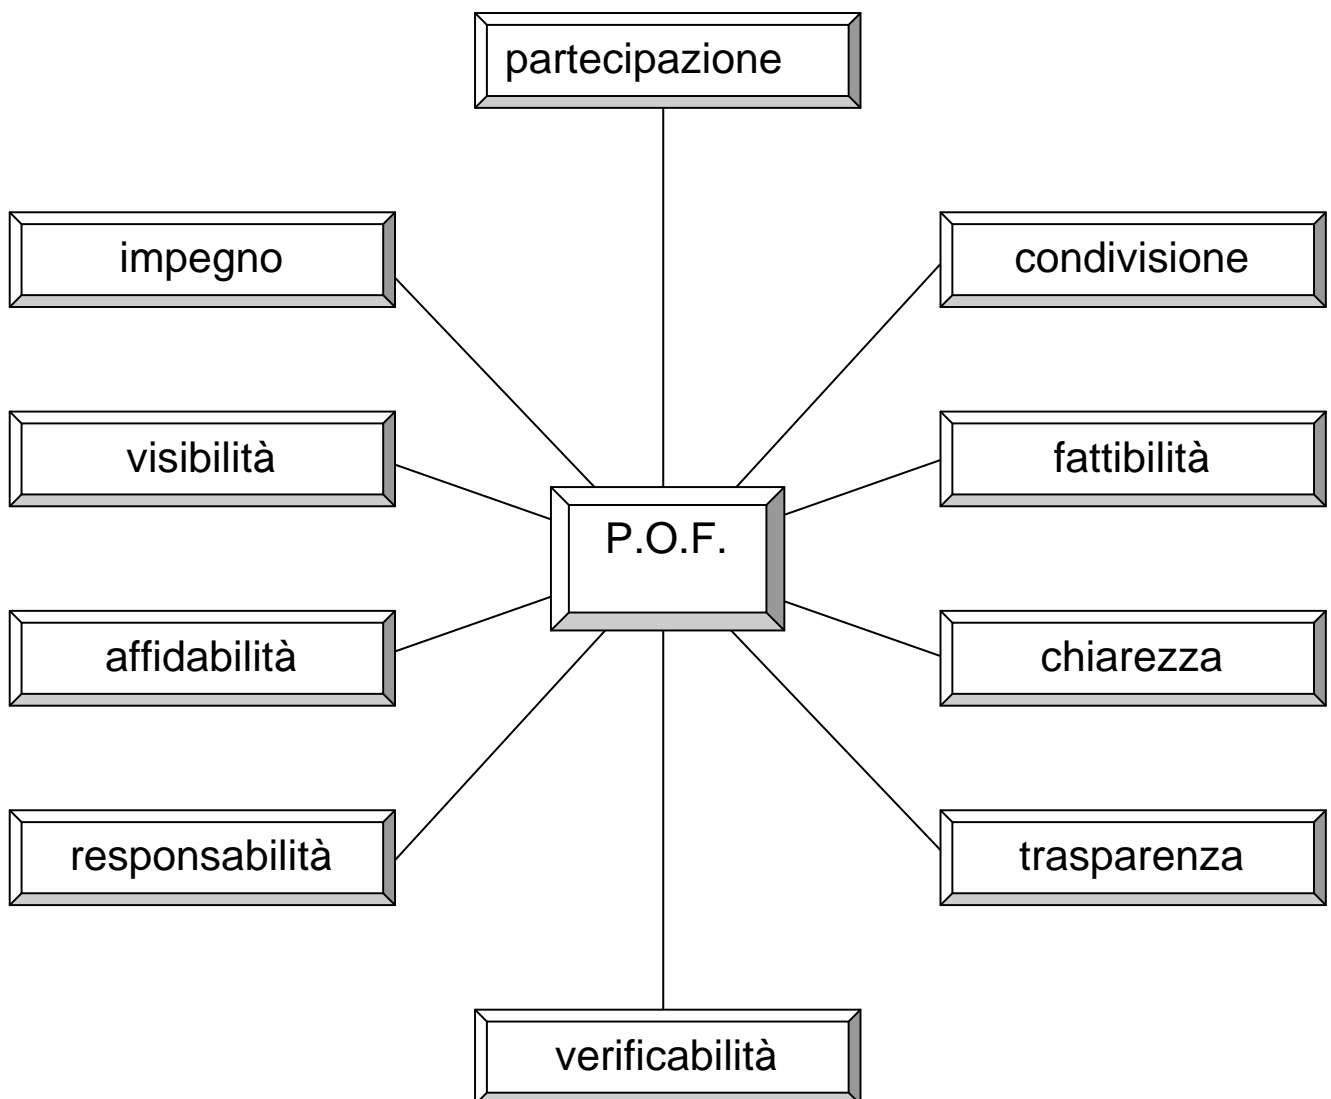 partecipazione
impegno
condivisione
visibilità
fattibilità
P.O.F.
affidabilità
chiarezza
responsabilità
trasparenza
verificabilità